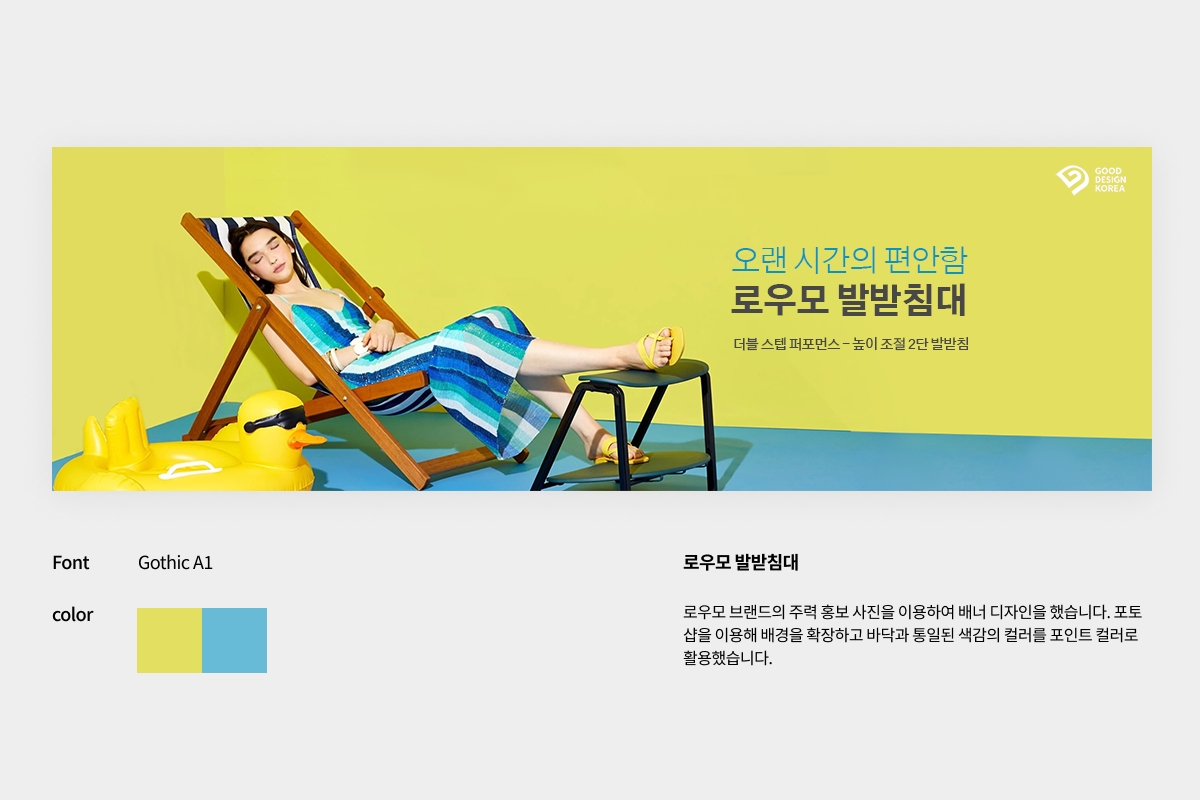 GOOD
DESIGN
KOREA
오랜 시간의 편안함
로우모 발받침대
더블 스텝 퍼포먼스 – 높이 조절 2단 발받침
Font
Gothic A1
color
로우모 발받침대
로우모 브랜드의 주력 홍보 사진을 이용하여 배너 디자인을 했습니다. 포토
샵을 이용해 배경을 확장하고 바닥과 통일된 색감의 컬러를 포인트 컬러로
활용했습니다.